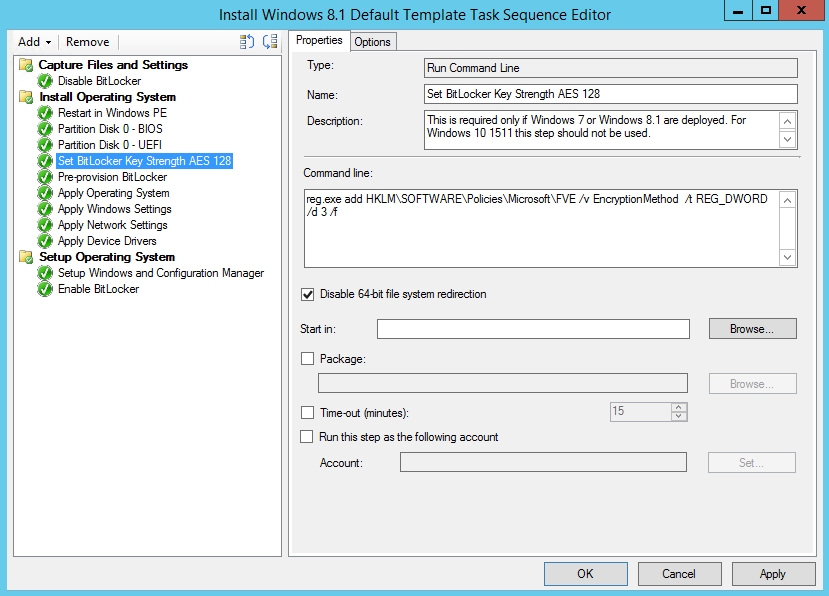 Install Windows 8.1 Default Template Task Sequence Editor
Add
Remove
Capture Files and Settings
Disable BitLocker
Install Operating System
Restart in Windows PE
Partition Disk 0 - BIOS
Partition Disk 0 - UEFI
Set BitLocker Key Strength AES 128
Pre-provision BitLocker
Apply Operating System
Apply Windows Settings
Apply Network Settings
Apply Device Drivers
Setup Operating System
Setup Windows and Configuration Manager
Enable BitLocker
Properties
Options
Type:
Run Command Line
Name:
Set BitLocker Key Strength AES 128
Description:
This is required only if Windows 7 or Windows 8.1 are deployed. For
Windows 10 1511 this step should not be used.
Command line:
reg.exe add HKLM\SOFTWARE\Policies\Microsoft\FVE /v EncryptionMethod  /t REG_DWORD
/d 3 /f
Disable 64-bit file system redirection
Start in:
Browse...
Package:
Browse...
Time-out (minutes):
15
Run this step as the following account
Account:
Set...
OK
Cancel
Apply